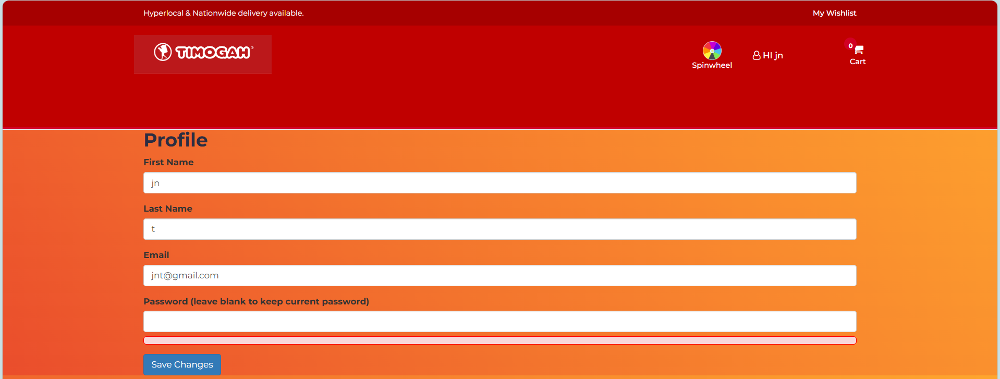 Hyperlocal & Nationwide delivery available.
My Wishlist
TIMOGAH®
Spinwheel
HI jn
0
Cart
Profile
First Name
jn
Last Name
t
Email
jnt@gmail.com
Password (leave blank to keep current password)
Save Changes